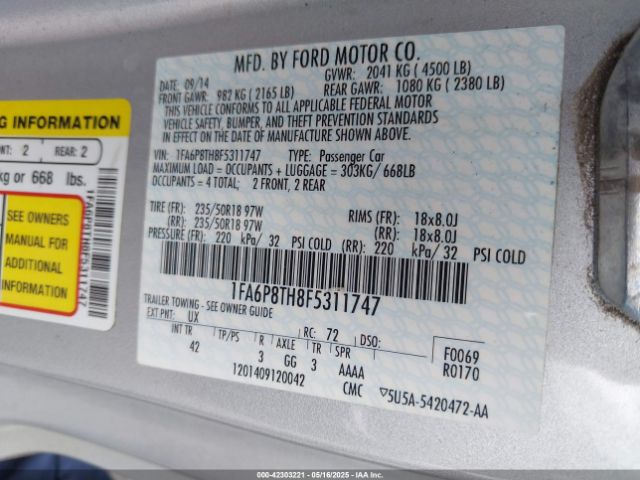 MFD. BY FORD MOTOR CO.
DATE: 09/14 GVWR: 2041 KG ( 4500 LB)
FRONT GAWR: 982 KG ( 2165 LB) REAR GAWR: 1080 KG ( 2380 LB)
THIS VEHICLE CONFORMS TO ALL APPLICABLE FEDERAL MOTOR
VEHICLE SAFETY, BUMPER, AND THEFT PREVENTION STANDARDS
IN EFFECT ON THE DATE OF MANUFACTURE SHOWN ABOVE.
VIN: 1FA6P8TH8F5311747 TYPE: Passenger Car
MAXIMUM LOAD = OCCUPANTS + LUGGAGE = 303KG/ 668LB
OCCUPANTS = 4 TOTAL: 2 FRONT, 2 REAR
TIRE (FR): 235/50R18 97W RIMS (FR): 18x8.0J
(RR): 235/50R18 97W (RR): 18x8.0J
PRESSURE (FR): 220 kPa/ 32 PSI COLD (RR): 220 kPa/ 32 PSI COLD
1FA6P8TH8F5311747
TRAILER TOWING - SEE OWNER GUIDE
EXT PNT: UX RC: 72 DSO:
INT TR TP/PS R AXLE TR SPR F0069
42 3 GG 3 AAAA R0170
1201409120042 CMC 5U5A-5420472-AA
G INFORMATION
NT: 2 REAR: 2
kg or 668 lbs.
SEE OWNERS
MANUAL FOR
ADDITIONAL
INFORMATION
1FA6P8TH8F5311747
000-42303221 - 05/16/2025 - IAAI.COM